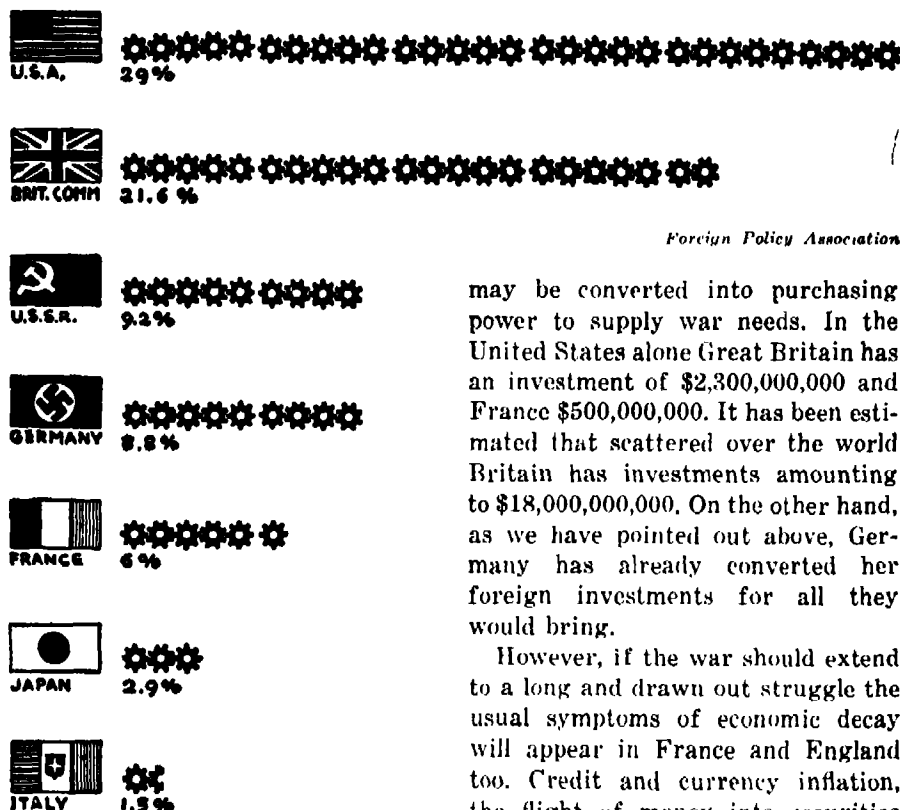 U.S.A.
29%
BRIT. COMM
21.6 %
Foreign Policy Association
U.S.S.R.
9.2%
GERMANY
8.8%
FRANCE
6%
JAPAN
2.9%
ITALY
1.5%
may be converted into purchasing
power to supply war needs. In the
United States alone Great Britain has
an investment of $2,300,000,000 and
France $500,000,000. It has been esti-
mated that scattered over the world
Britain has investments amounting
to $18,000,000,000. On the other hand,
as we have pointed out above, Ger-
many has already converted her
foreign investments for all they
would bring.
However, if the war should extend
to a long and drawn out struggle the
usual symptoms of economic decay
will appear in France and England
too. Credit and currency inflation,
the flight of money into securities